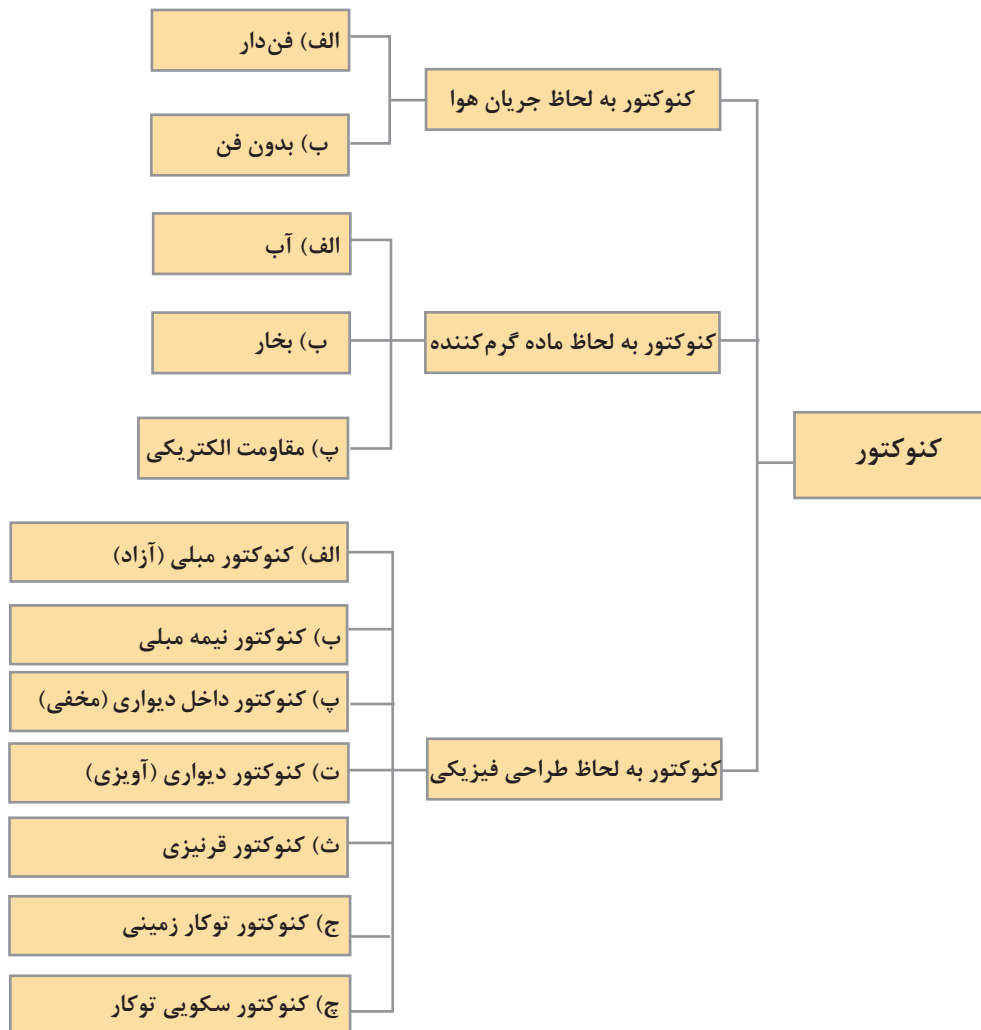 کنوکتور
کنوکتور به لحاظ جریان هوا
الف) فن‌دار
ب) بدون فن
کنوکتور به لحاظ ماده گرم‌کننده
الف) آب
ب) بخار
پ) مقاومت الکتریکی
کنوکتور به لحاظ طراحی فیزیکی
الف) کنوکتور مبلی (آزاد)
ب) کنوکتور نیمه مبلی
پ) کنوکتور داخل دیواری (مخفی)
ت) کنوکتور دیواری (آویزی)
ث) کنوکتور قرنیزی
ج) کنوکتور توکار زمینی
چ) کنوکتور سکویی توکار